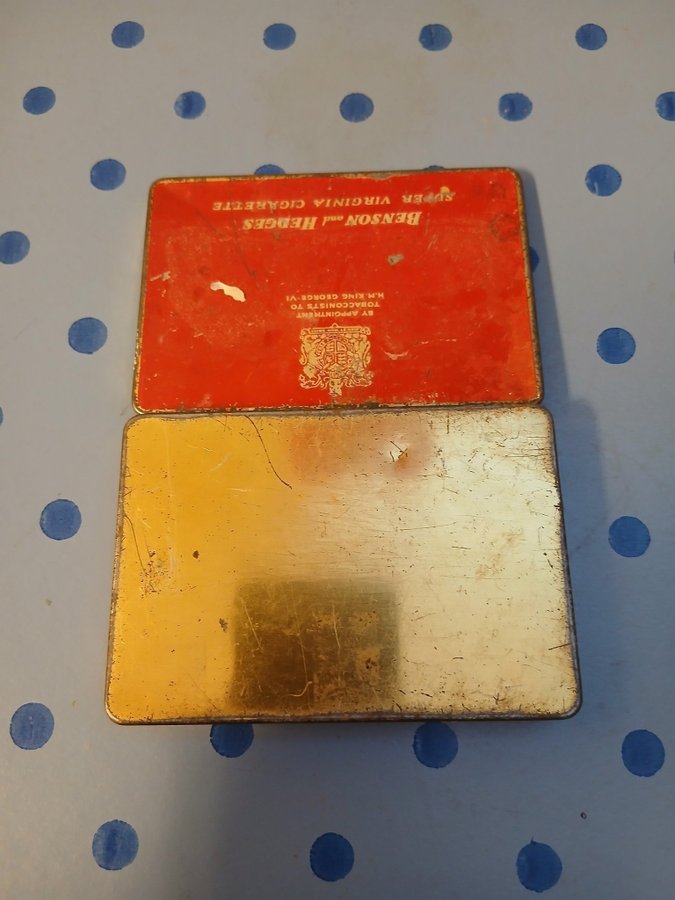 BY APPOINTMENT
TOBACCONISTS TO
H.M. KING GEORGE VI
BENSON and HEDGES
SUPER VIRGINIA CIGARETTE